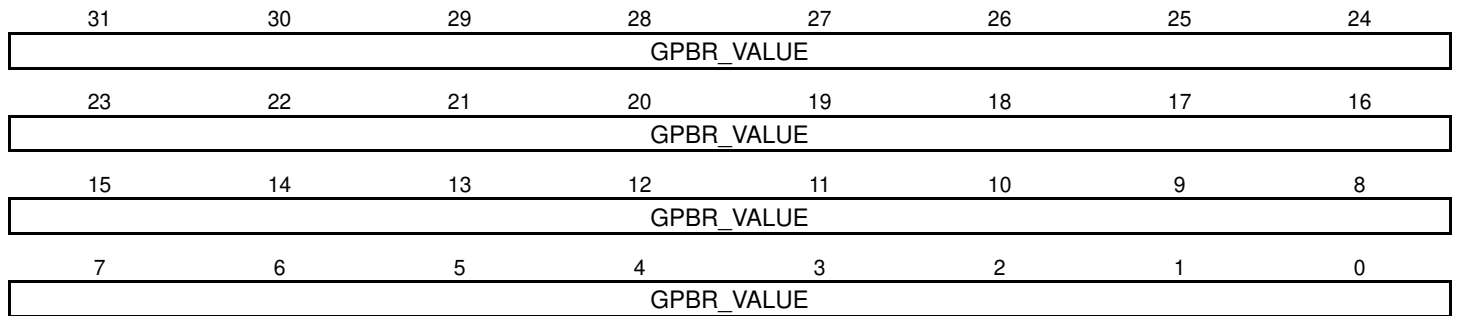 31 30 29 28 27 26 25 24
GPBR_VALUE
23 22 21 20 19 18 17 16
GPBR_VALUE
15 14 13 12 11 10 9 8
GPBR_VALUE
7 6 5 4 3 2 1 0
GPBR_VALUE